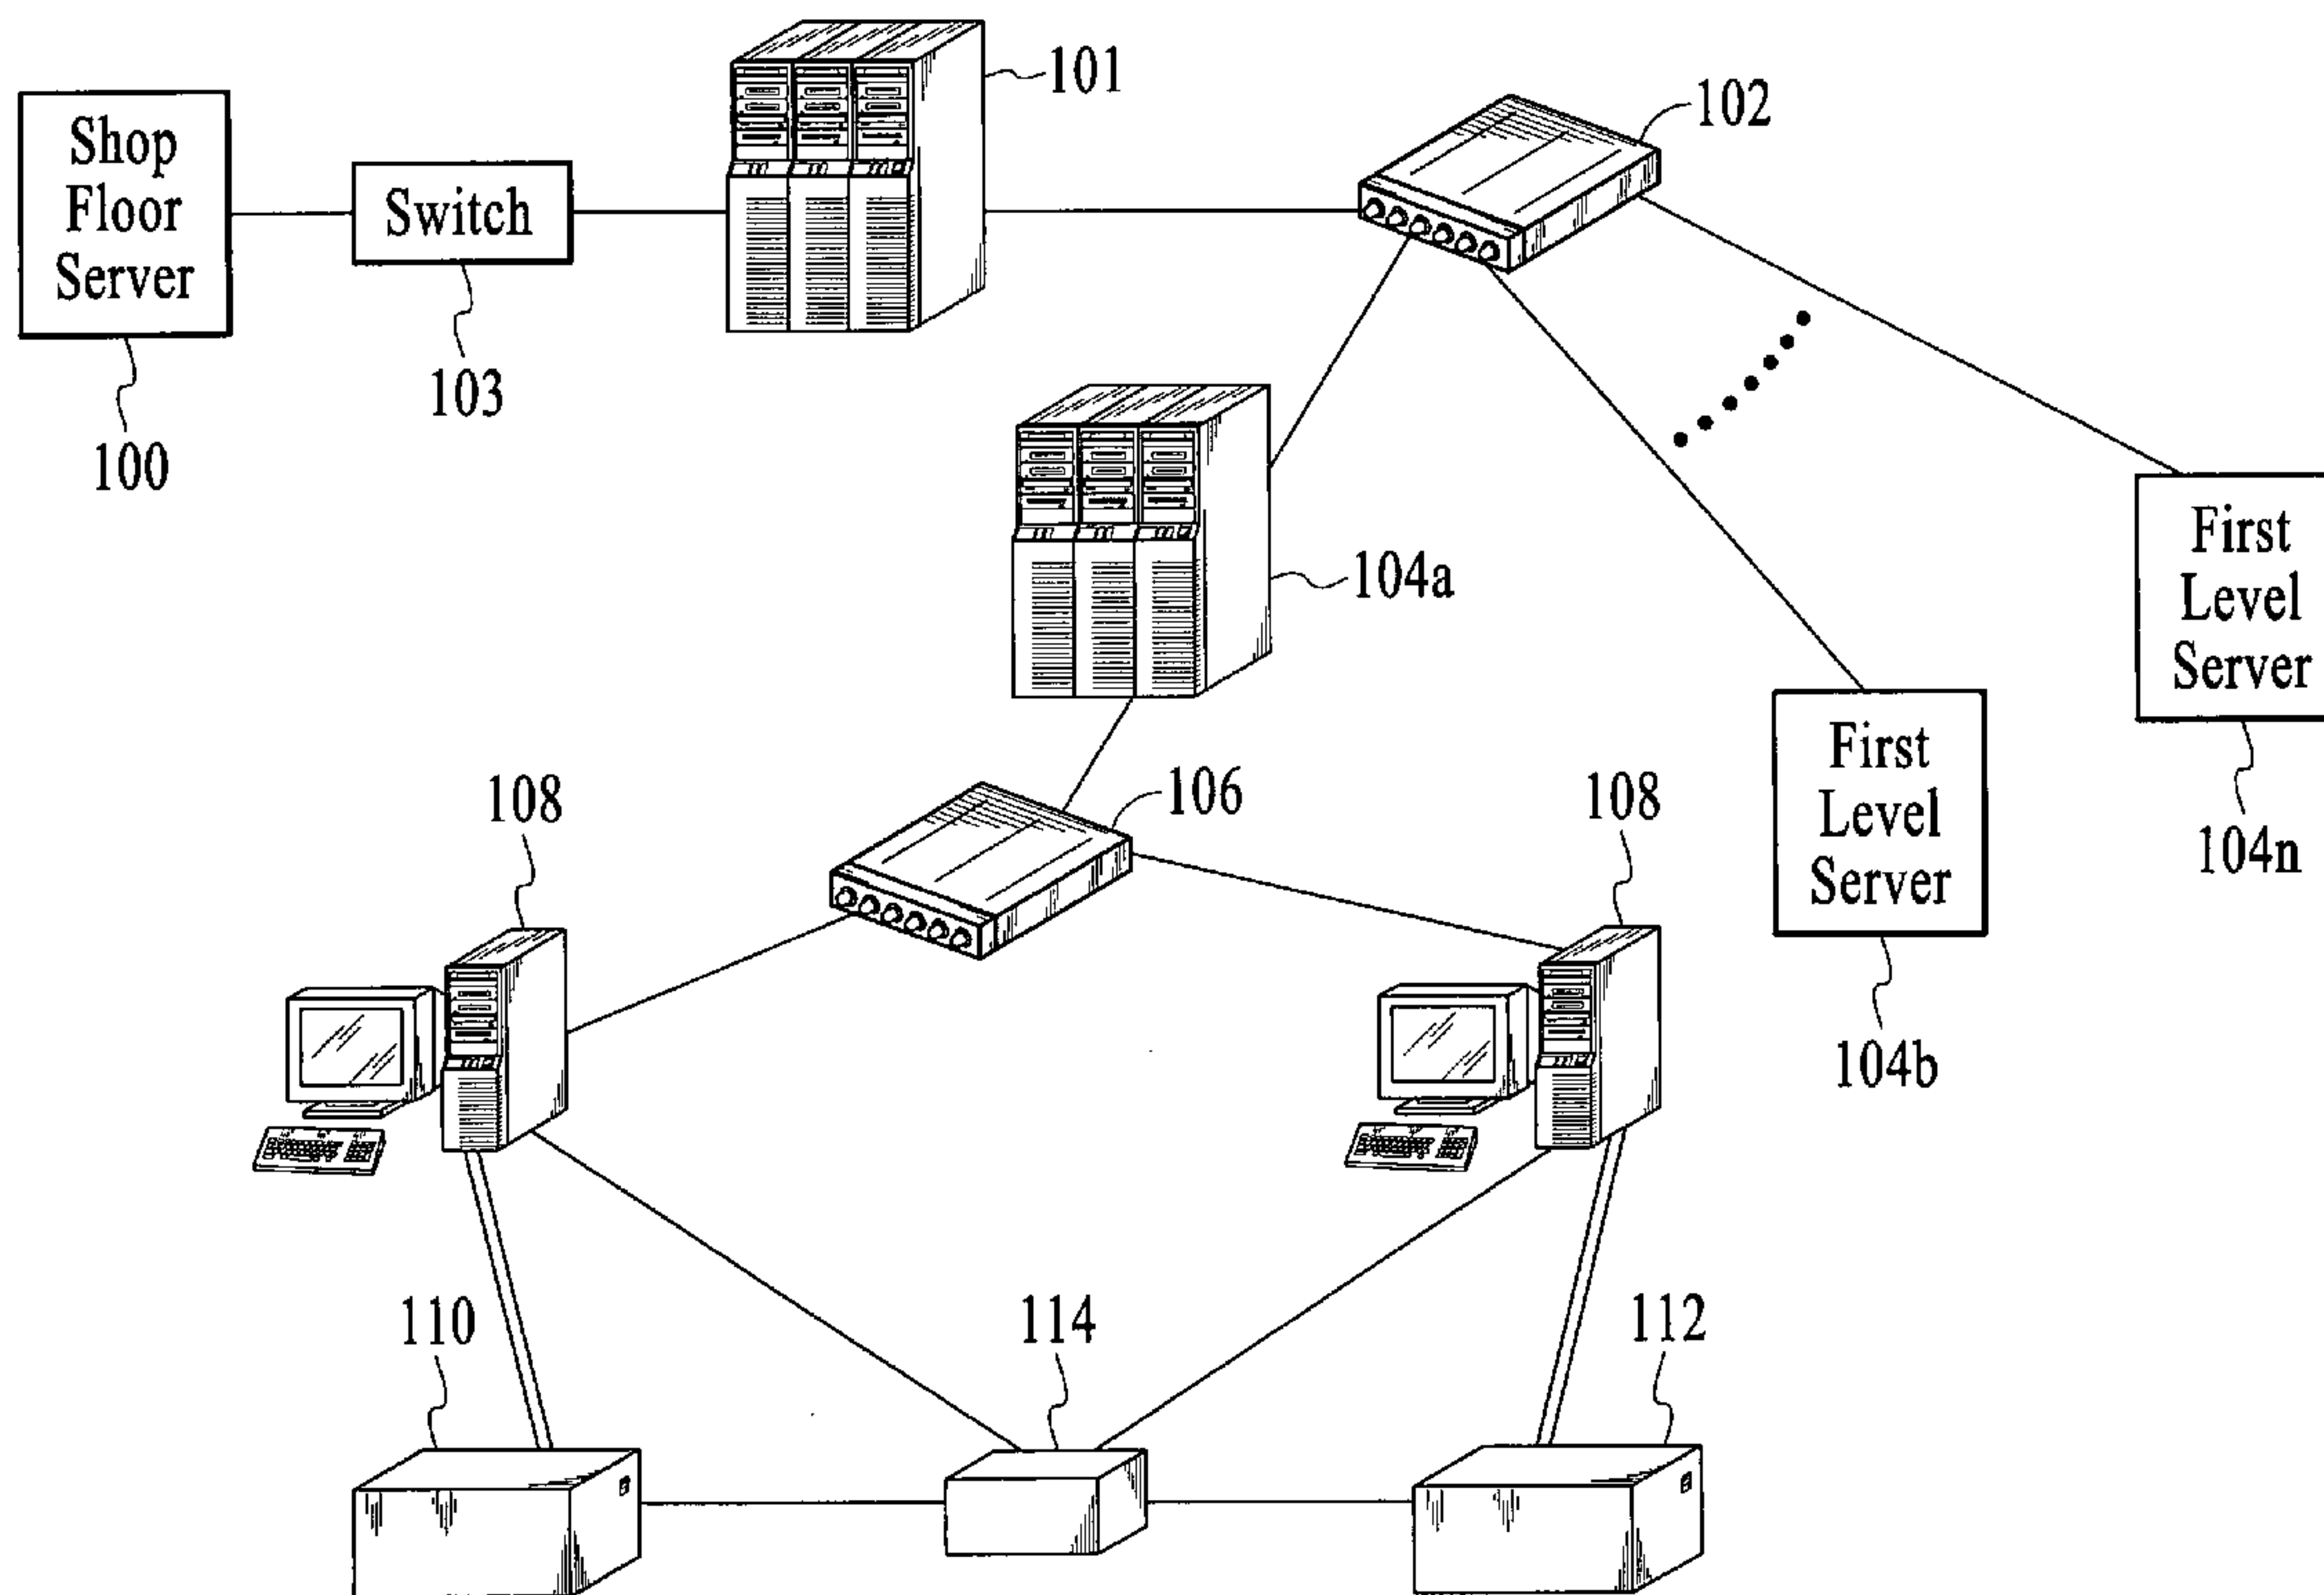 101
102
Shop
Floor
Server
Switch
103
100
104a
First
Level
Server
104n
First
Level
Server
104b
106
108
108
110
114
112